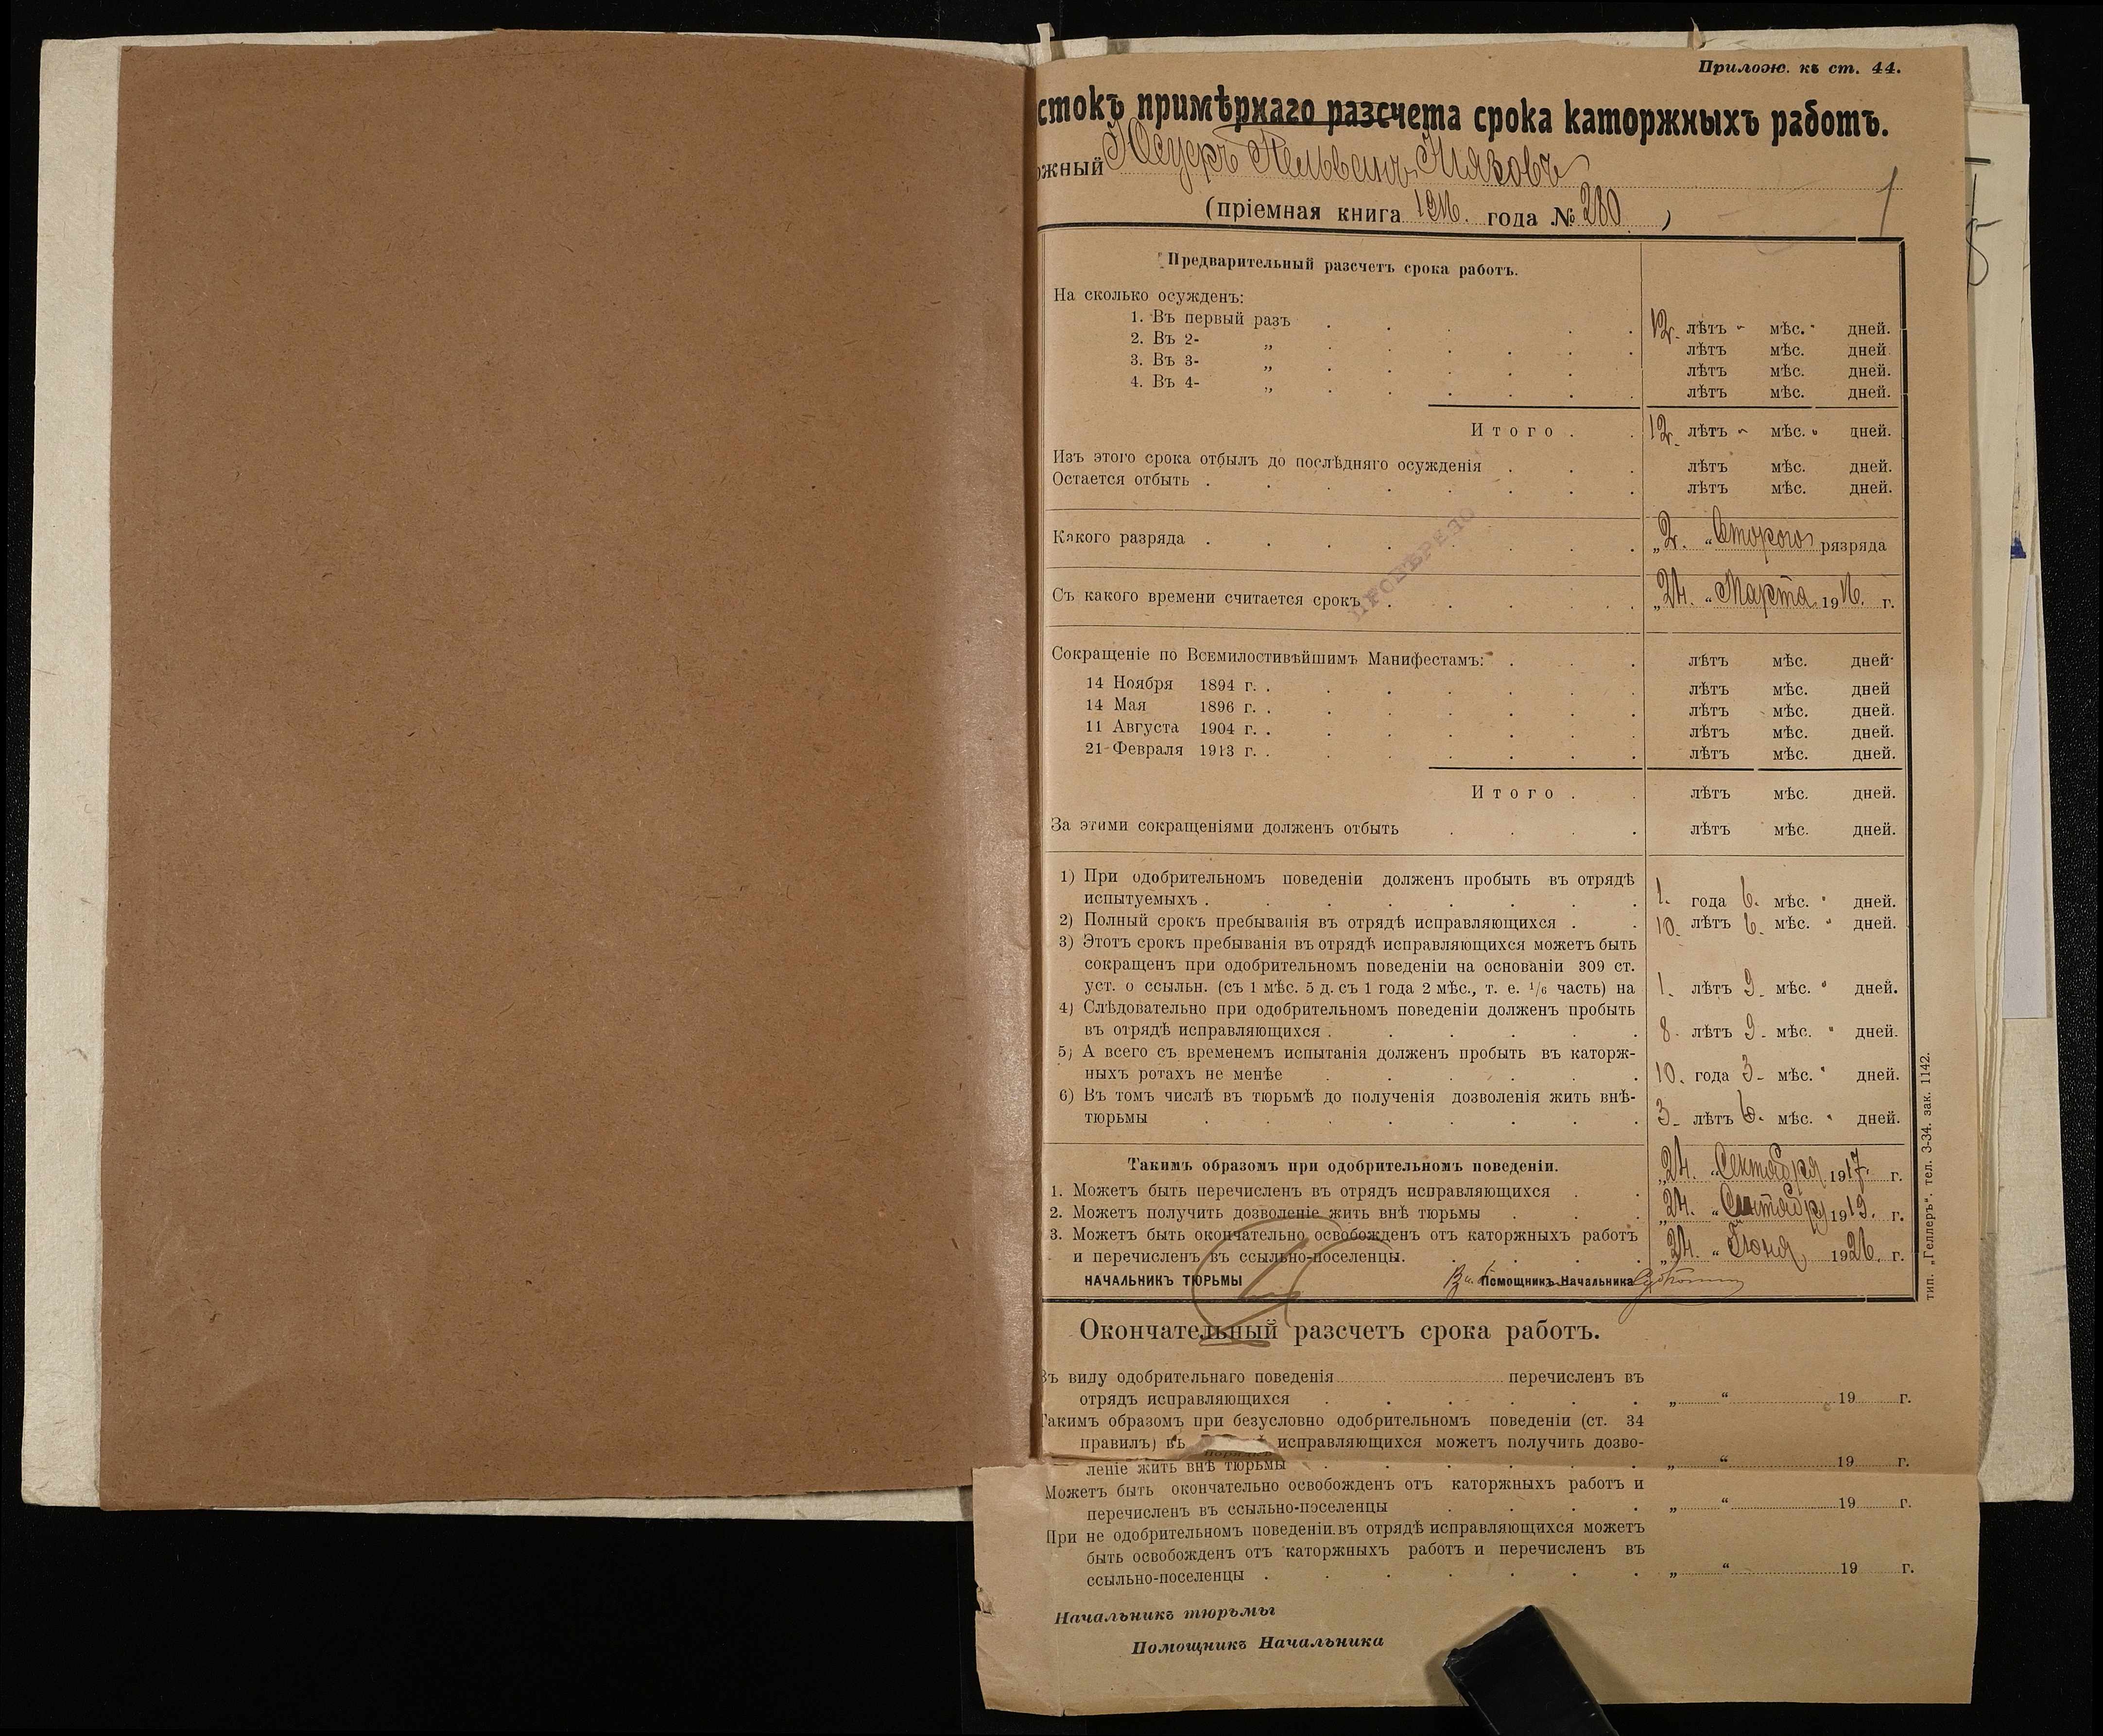 Прилож. къ ст. 44.
стокъ примѣрнаго разсчета срока каторжныхъ работъ.
жный
(пріемная книга 1916. года № 280 )
1
Предварительный разсчетъ срока работъ.
На сколько осужденъ:
1. Въ первый разъ . . . . . 12. лѣтъ " мѣс. " дней.
2. Въ 2- „ . . . . . . лѣтъ мѣс. дней.
3. Въ 3- „ . . . . . . лѣтъ мѣс. дней.
4. Въ 4- „ . . . . . . лѣтъ мѣс. дней.
Итого . . 12. лѣтъ " мѣс. " дней.
Изъ этого срока отбылъ до послѣдняго осужденія . . . лѣтъ мѣс. дней.
Остается отбыть . . . . . . . . лѣтъ мѣс. дней.
Какого разряда . . . . . . . . „2. “ Второго разряда
ПРОВѢРЕНО
Съ какого времени считается срокъ . . . . . „24. “ Марта 1916. г.
Сокращеніе по Всемилостивѣйшимъ Манифестамъ: . . . лѣтъ мѣс. дней
14 Ноября 1894 г. . . . . . . . лѣтъ мѣс. дней
14 Мая 1896 г. . . . . . . . лѣтъ мѣс. дней.
11 Августа 1904 г. . . . . . . . лѣтъ мѣс. дней.
21 Февраля 1913 г. . . . . . . . лѣтъ мѣс. дней.
Итого . . лѣтъ мѣс. дней.
За этими сокращеніями долженъ отбыть . . . . лѣтъ мѣс. дней.
1) При одобрительномъ поведеніи долженъ пробыть въ отрядѣ
испытуемыхъ . . . . . . . . 1. года 6. мѣс. " дней.
2) Полный срокъ пребыванія въ отрядѣ исправляющихся . . 10. лѣтъ 6. мѣс. " дней.
3) Этотъ срокъ пребыванія въ отрядѣ исправляющихся можетъ быть
сокращенъ при одобрительномъ поведеніи на основаніи 309 ст.
уст. о ссыльн. (съ 1 мѣс. 5 д. съ 1 года 2 мѣс., т. е. 1/6 часть) на 1. лѣтъ 9. мѣс. " дней.
4) Слѣдовательно при одобрительномъ поведеніи долженъ пробыть
въ отрядѣ исправляющихся . . . . . . 8. лѣтъ 9. мѣс. " дней.
5) А всего съ временемъ испытанія долженъ пробыть въ каторж-
ныхъ ротахъ не менѣе . . . . . . 10. года 3. мѣс. " дней.
6) Въ томъ числѣ въ тюрьмѣ до полученія дозволенія жить внѣ-
тюрьмы . . . . . . . . 3. лѣтъ 6. мѣс. " дней.
Такимъ образомъ при одобрительномъ поведеніи.
1. Можетъ быть перечисленъ въ отрядъ исправляющихся . . „24. “ Сентября 1917. г.
2. Можетъ получить дозволеніе жить внѣ тюрьмы . . . „24. “ Сентября 1919. г.
3. Можетъ быть окончательно освобожденъ отъ каторжныхъ работъ
и перечисленъ въ ссыльно-поселенцы. . . . . „24. “ Іюня 1926. г.
НАЧАЛЬНИКЪ ТЮРЬМЫ Помощникъ Начальника
тип. „Геллеръ“. тел. 3-34. зак. 1142.
Окончательный разсчетъ срока работъ.
Въ виду одобрительнаго поведенія перечисленъ въ
отрядъ исправляющихся . . . . . . „ “ 19 г.
Такимъ образомъ при безусловно одобрительномъ поведеніи (ст. 34
правилъ) въ исправляющихся можетъ получить дозво-
леніе жить внѣ тюрьмы . . . . . . „ “ 19 г.
Можетъ быть окончательно освобожденъ отъ каторжныхъ работъ и
перечисленъ въ ссыльно-поселенцы . . . . „ “ 19 г.
При не одобрительномъ поведеніи въ отрядѣ исправляющихся можетъ
быть освобожденъ отъ каторжныхъ работъ и перечисленъ въ
ссыльно-поселенцы . . . . . . . „ “ 19 г.
Начальникъ тюрьмы
Помощникъ Начальника